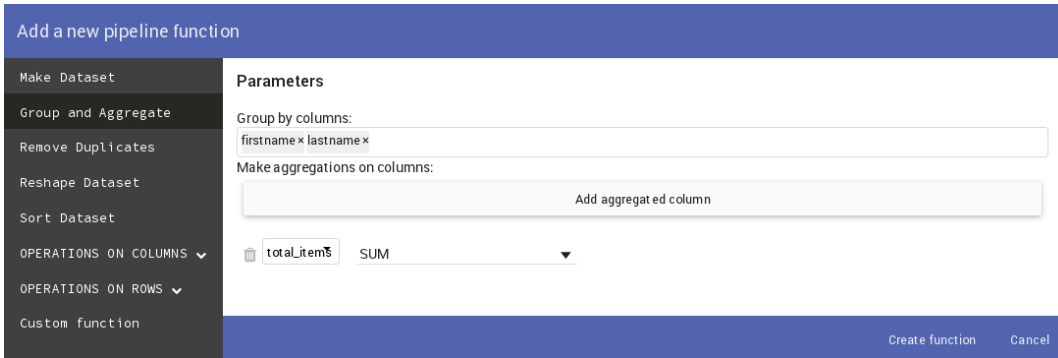 Add a new pipeline function
Make Dataset
Group and Aggregate
Remove Duplicates
Reshape Dataset
Sort Dataset
OPERATIONS ON COLUMNS
OPERATIONS ON ROWS
Custom function
Parameters
Group by columns:
firstname × lastname ×
Make aggregations on columns:
Add aggregated column
total_items SUM
Create function Cancel